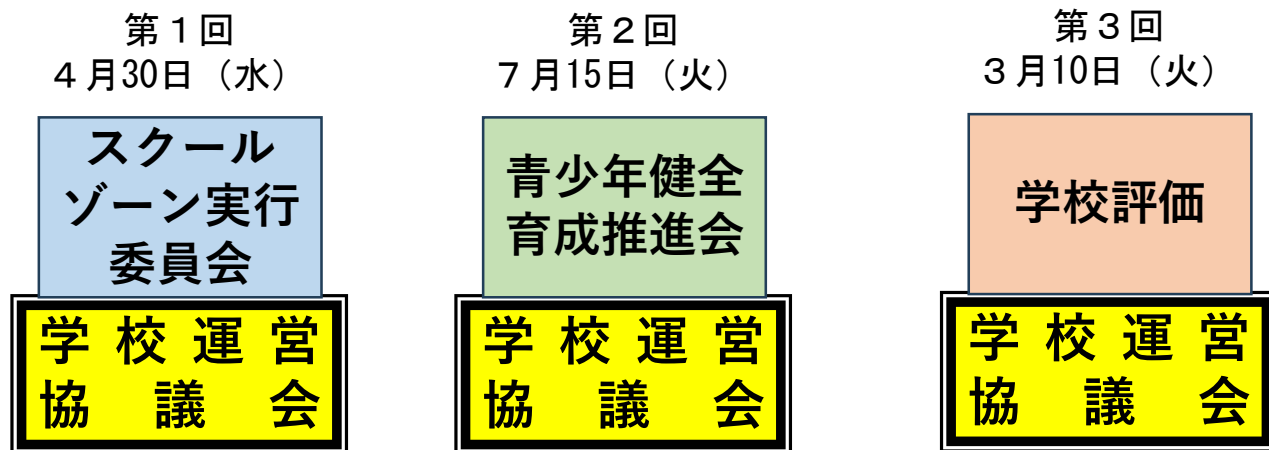 第１回
４月30日（水）
スクール
ゾーン実行
委員会
学校運営
協議会
第２回
７月15日（火）
青少年健全
育成推進会
学校運営
協議会
第３回
３月10日（火）
学校評価
学校運営
協議会